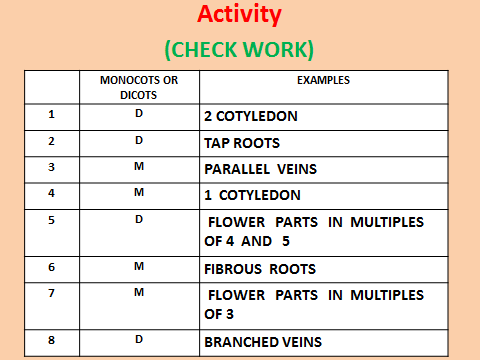 Activity
(CHECK WORK)
MONOCOTS OR DICOTS EXAMPLES
1 D 2 COTYLEDON
2 D TAP ROOTS
3 M PARALLEL VEINS
4 M 1 COTYLEDON
5 D FLOWER PARTS IN MULTIPLES
OF 4 AND 5
6 M FIBROUS ROOTS
7 M FLOWER PARTS IN MULTIPLES
OF 3
8 D BRANCHED VEINS